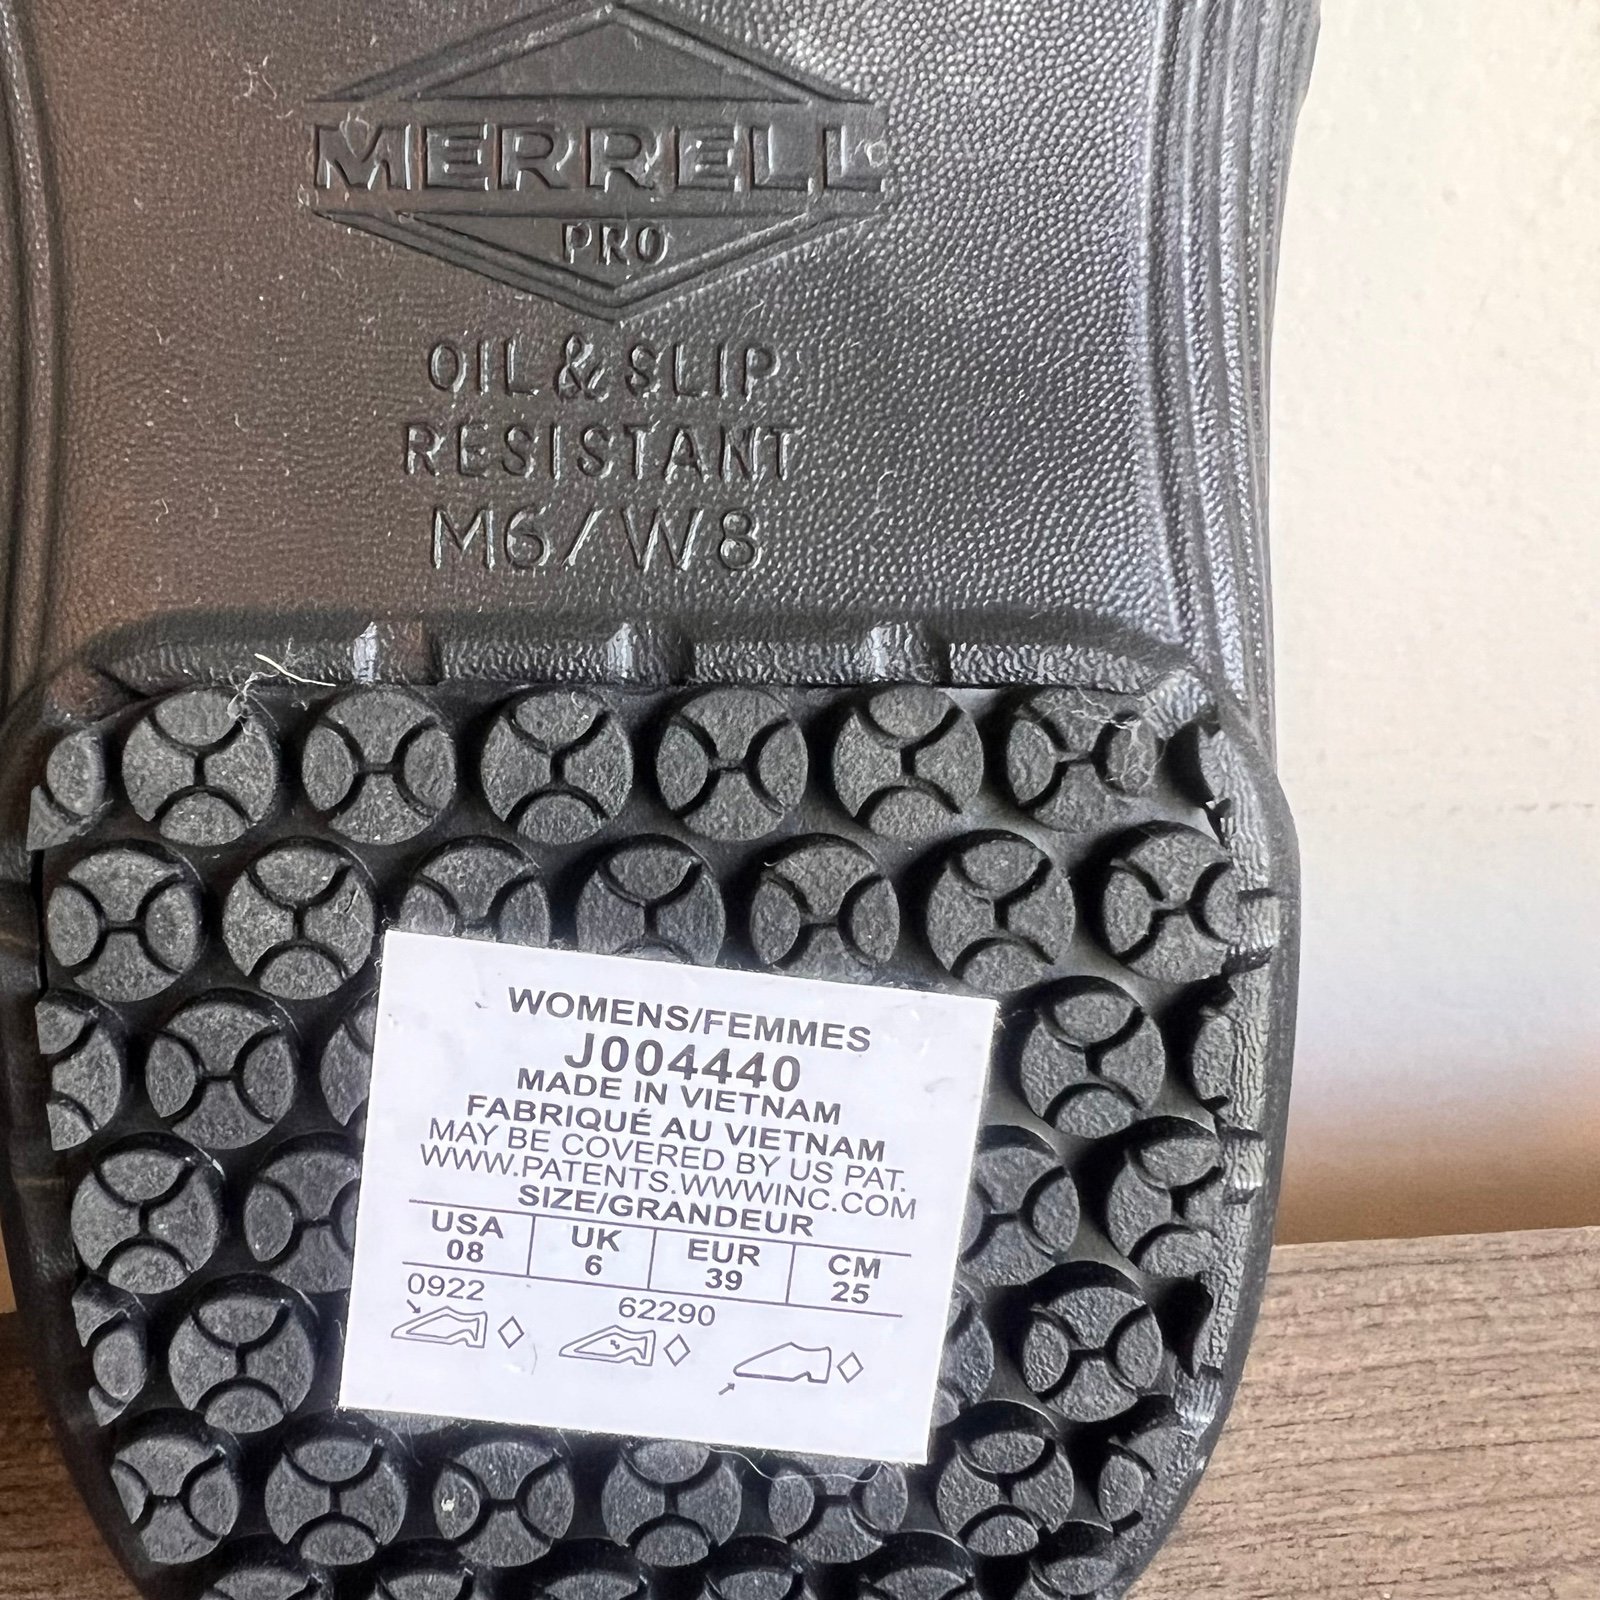 MERRELL
PRO
OIL & SLIP
RESISTANT
M6/W8
WOMENS/FEMMES
J004440
MADE IN VIETNAM
FABRIQUÉ AU VIETNAM
MAY BE COVERED BY US PAT.
WWW.PATENTS.WWWINC.COM
SIZE/GRANDEUR
USA UK EUR CM
08 6 39 25
0922 62290